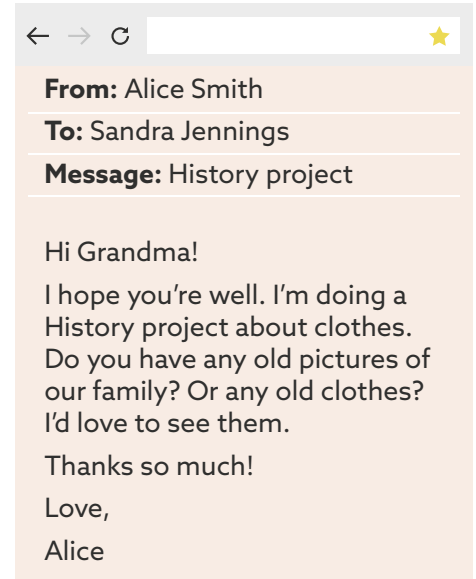 From: Alice Smith
To: Sandra Jennings
Message: History project
Hi Grandma!
I hope you’re well. I’m doing a
History project about clothes.
Do you have any old pictures of
our family? Or any old clothes?
I’d love to see them.
Thanks so much!
Love,
Alice